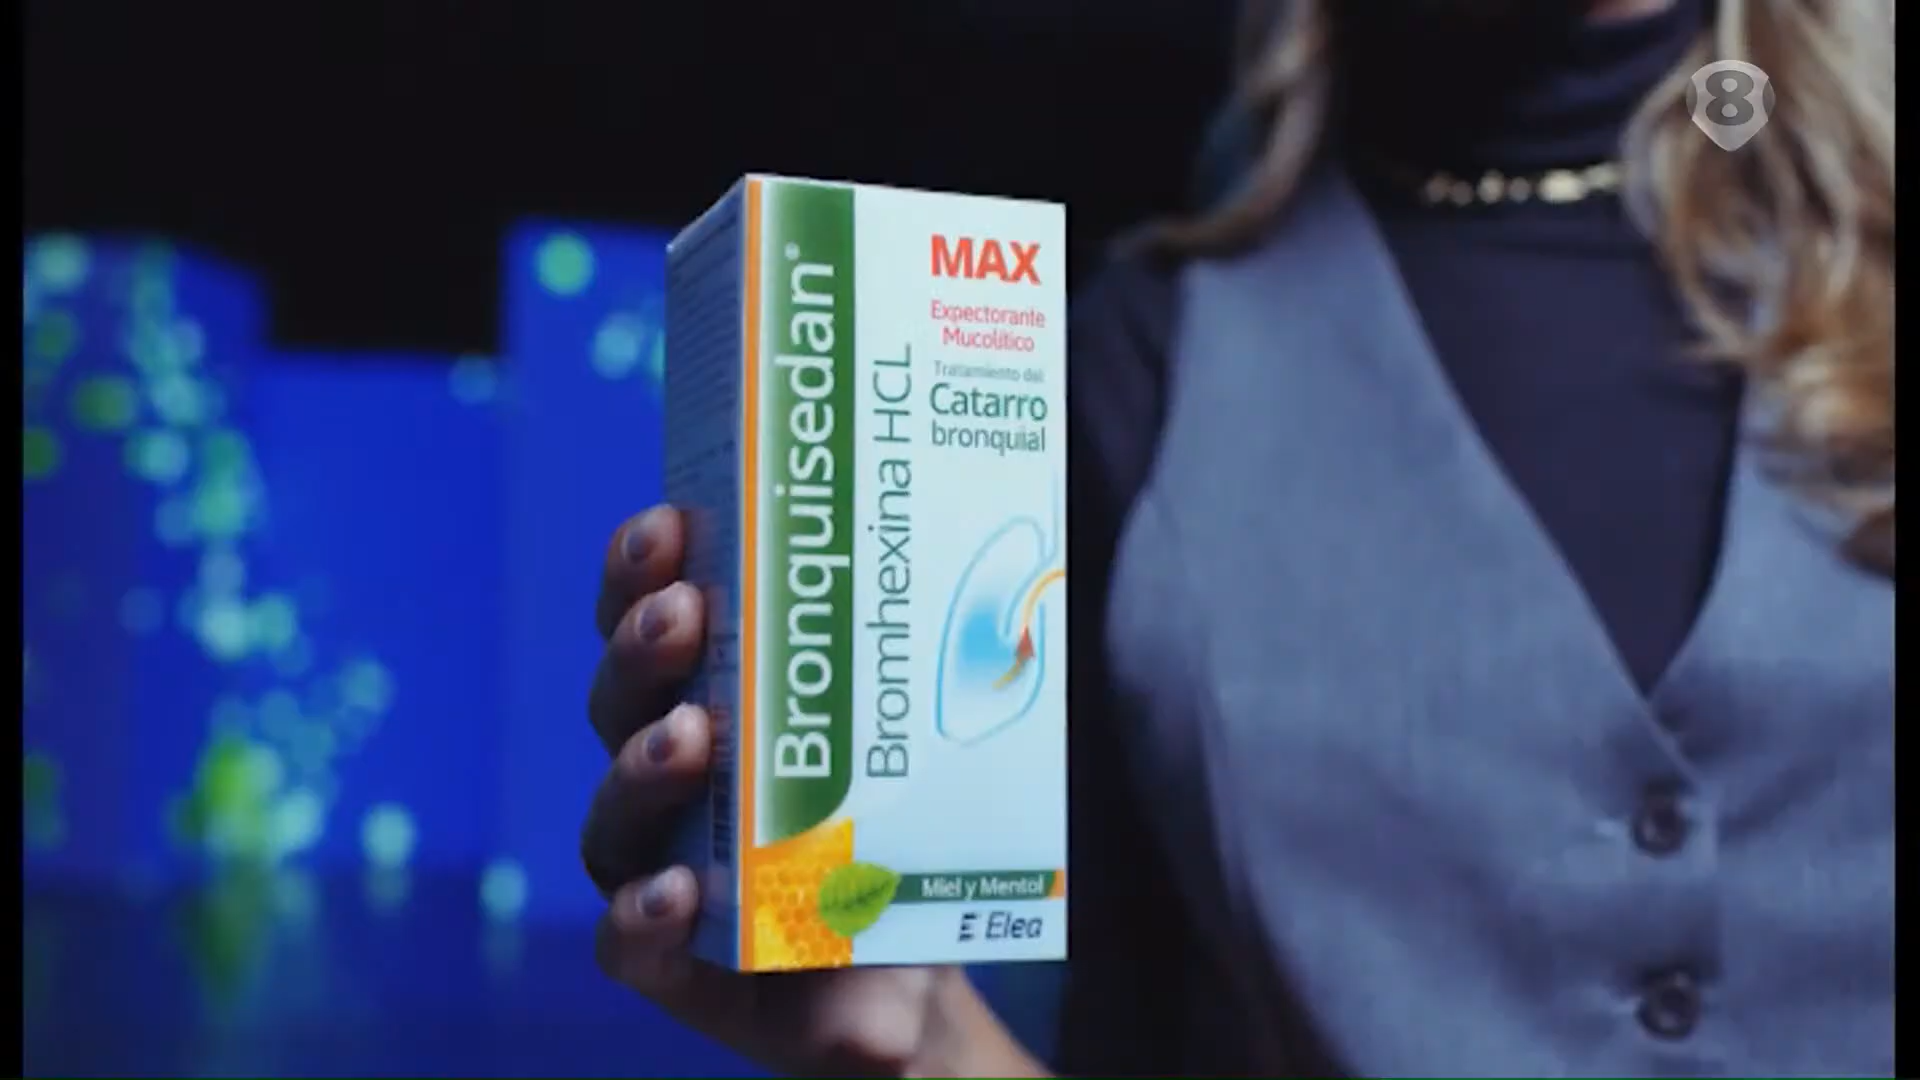 8
Bronquisedan®
Bromhexina HCL
MAX
Expectorante
Mucolítico
Tratamiento del
Catarro
bronquial
Miel y Mentol
Elea